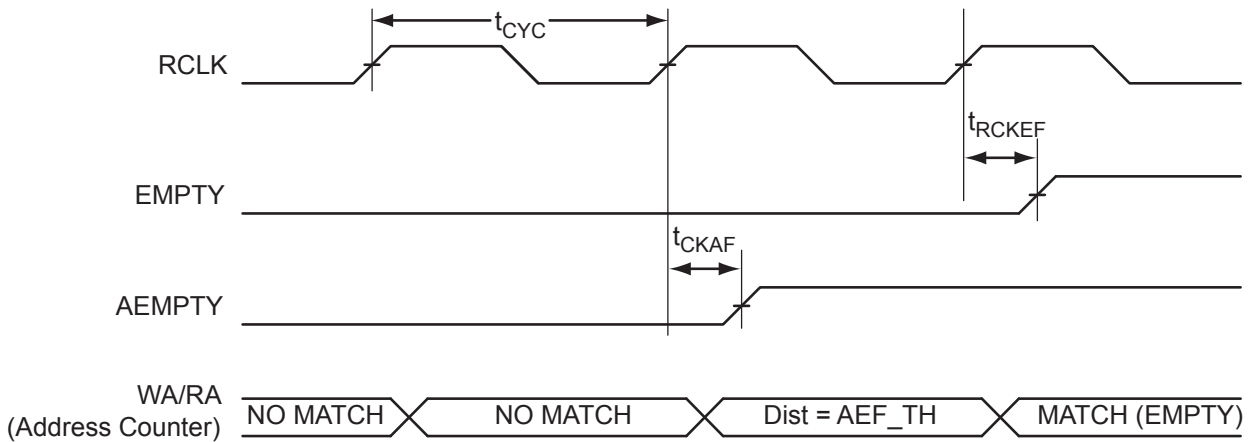 tCYC
RCLK
tRCKEF
EMPTY
tCKAF
AEMPTY
WA/RA
(Address Counter)
NO MATCH
NO MATCH
Dist = AEF_TH
MATCH (EMPTY)